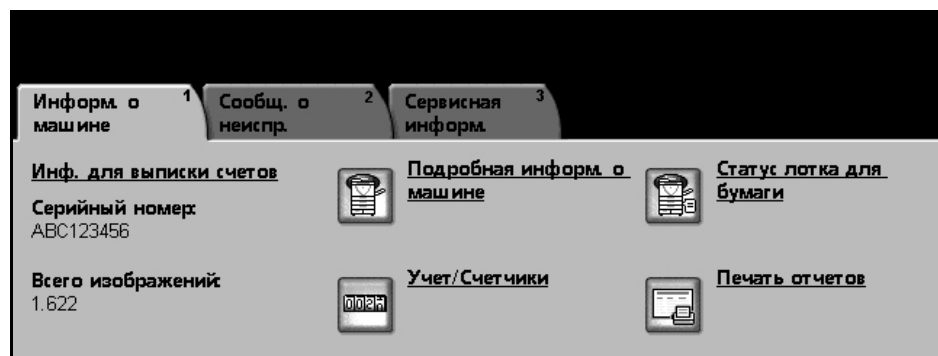 Информ. о 1
машине
Сообщ. о 2
неиспр.
Сервисная 3
информ.
Инф. для выписки счетов
Серийный номер:
ABC123456
Всего изображений:
1.622
Подробная информ. о
машине
Статус лотка для
бумаги
Учет/Счетчики
Печать отчетов